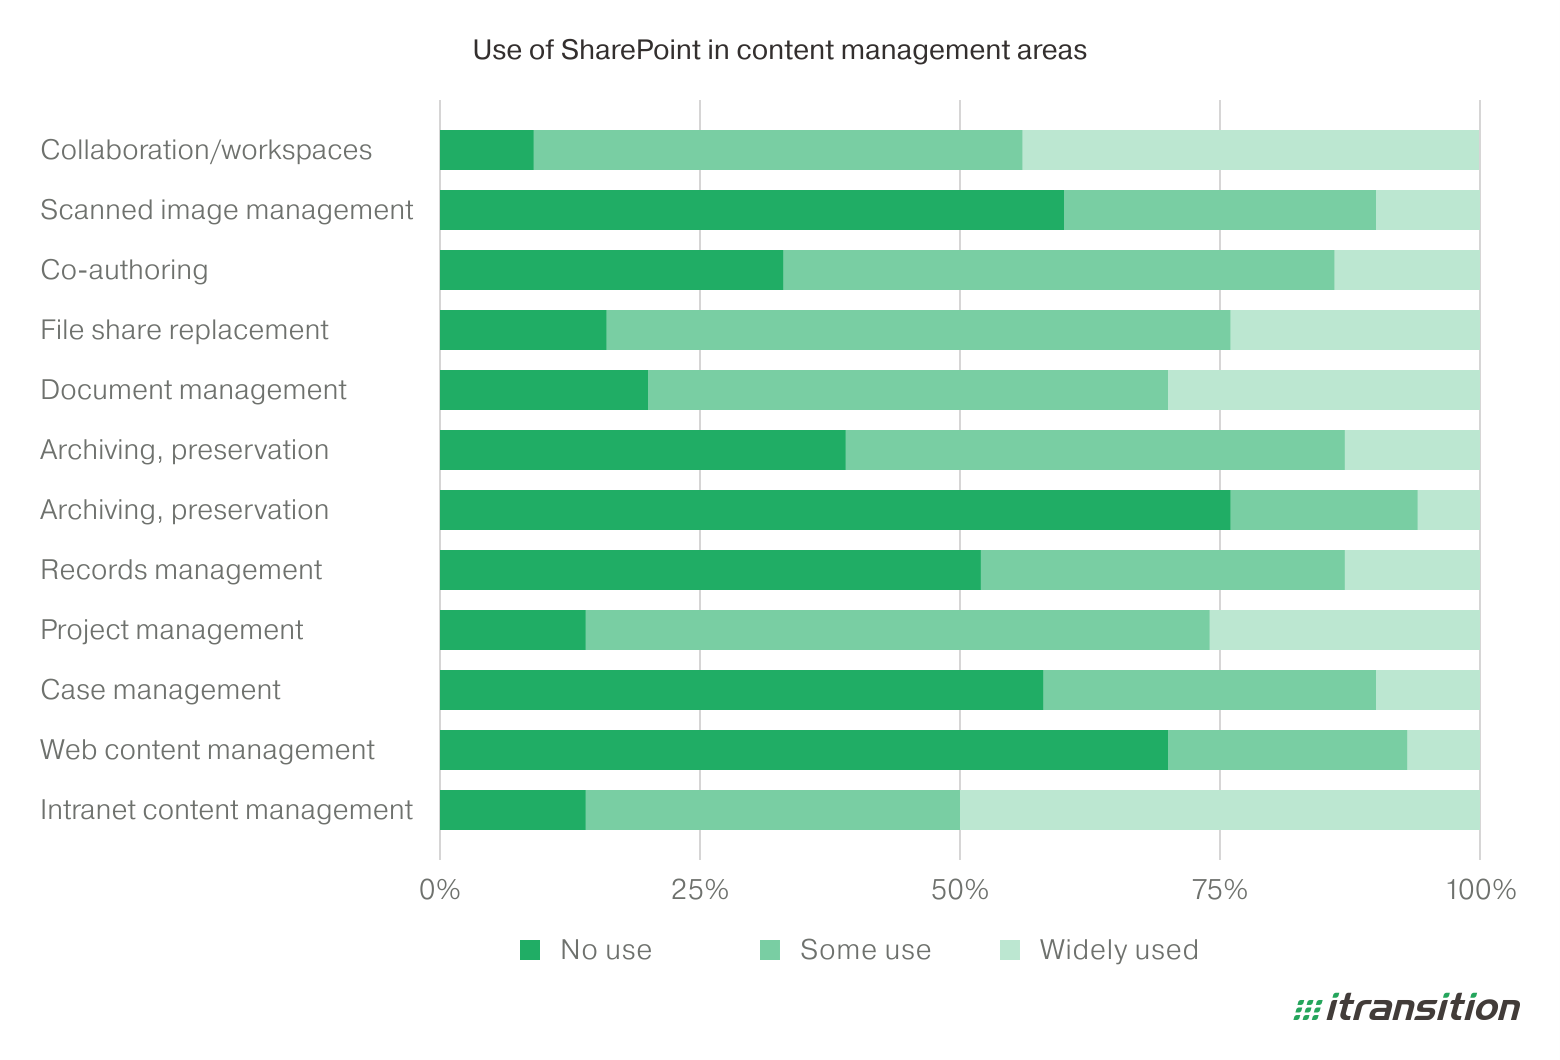 Use of SharePoint in content management areas
Collaboration/workspaces
Scanned image management
Co-authoring
File share replacement
Document management
Archiving, preservation
Archiving, preservation
Records management
Project management
Case management
Web content management
Intranet content management
0% 25% 50% 75% 100%
No use Some use Widely used
itransition